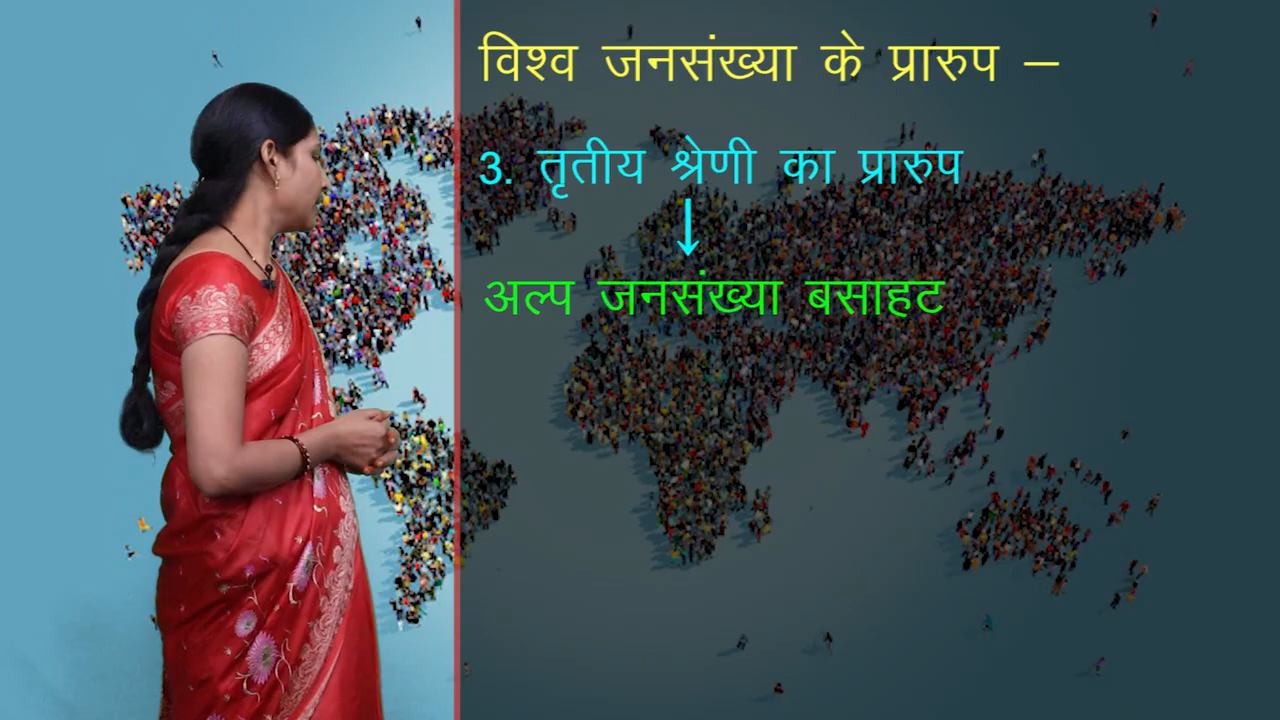 विश्व जनसंख्या के प्रारुप –
3. तृतीय श्रेणी का प्रारुप
अल्प जनसंख्या बसाहट